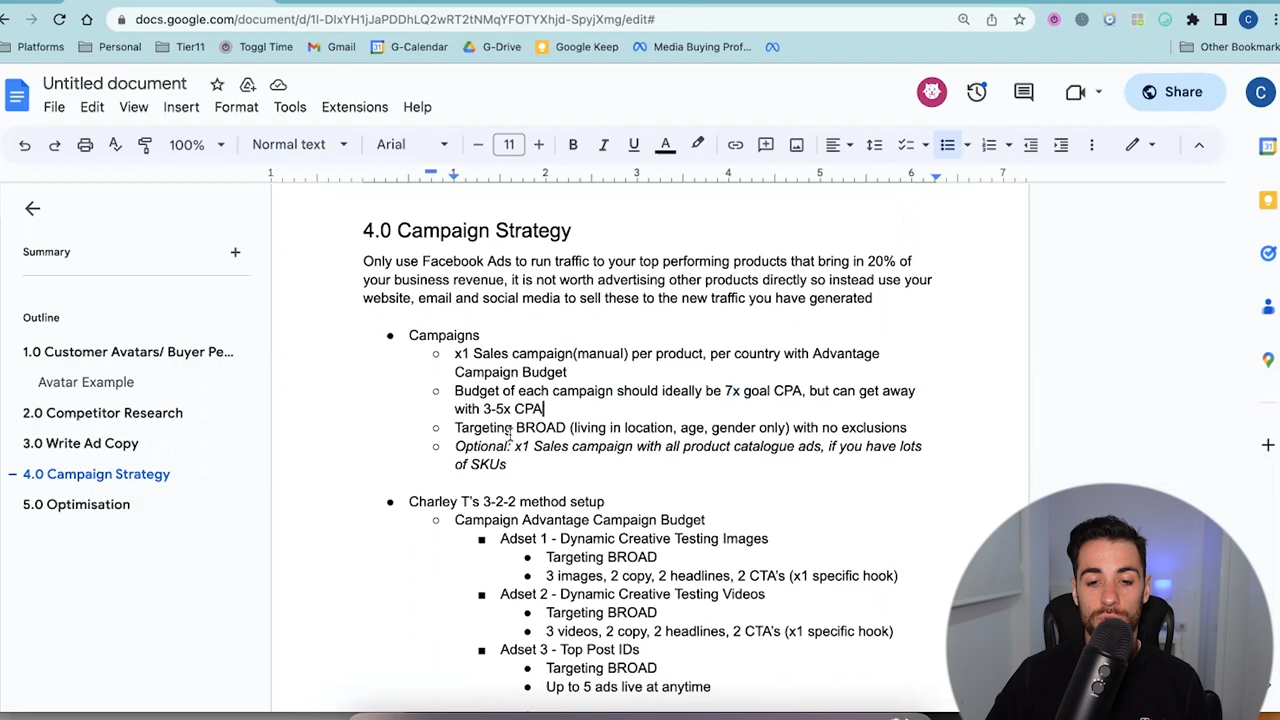 docs.google.com/document/d/1I-DIxYH1jJaPDDhLQ2wRT2tNMqYFOTYXhjd-SpyjXmg/edit#
Platforms Personal Tier11 Toggl Time Gmail G-Calendar G-Drive Google Keep Media Buying Prof... Other Bookmark
Untitled document
File Edit View Insert Format Tools Extensions Help
Share
C
100% Normal text Arial 11
1 1 2 3 4 5 6 7
Summary
Outline
1.0 Customer Avatars/ Buyer Pe...
Avatar Example
2.0 Competitor Research
3.0 Write Ad Copy
4.0 Campaign Strategy
5.0 Optimisation
4.0 Campaign Strategy
Only use Facebook Ads to run traffic to your top performing products that bring in 20% of
your business revenue, it is not worth advertising other products directly so instead use your
website, email and social media to sell these to the new traffic you have generated
Campaigns
x1 Sales campaign(manual) per product, per country with Advantage
Campaign Budget
Budget of each campaign should ideally be 7x goal CPA, but can get away
with 3-5x CPA
Targeting BROAD (living in location, age, gender only) with no exclusions
Optional: x1 Sales campaign with all product catalogue ads, if you have lots
of SKUs
Charley T's 3-2-2 method setup
Campaign Advantage Campaign Budget
Adset 1 - Dynamic Creative Testing Images
Targeting BROAD
3 images, 2 copy, 2 headlines, 2 CTA's (x1 specific hook)
Adset 2 - Dynamic Creative Testing Videos
Targeting BROAD
3 videos, 2 copy, 2 headlines, 2 CTA's (x1 specific hook)
Adset 3 - Top Post IDs
Targeting BROAD
Up to 5 ads live at anytime